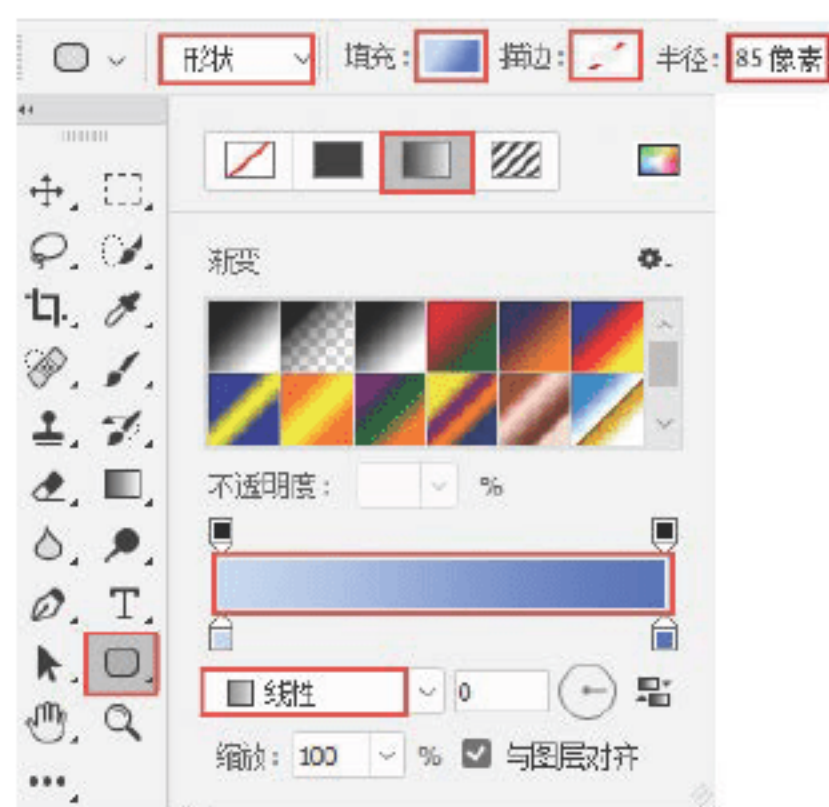 形状 填充: 描边: 半径: 85 像素
渐变
不透明度: %
线性 0
缩放: 100 % 与图层对齐